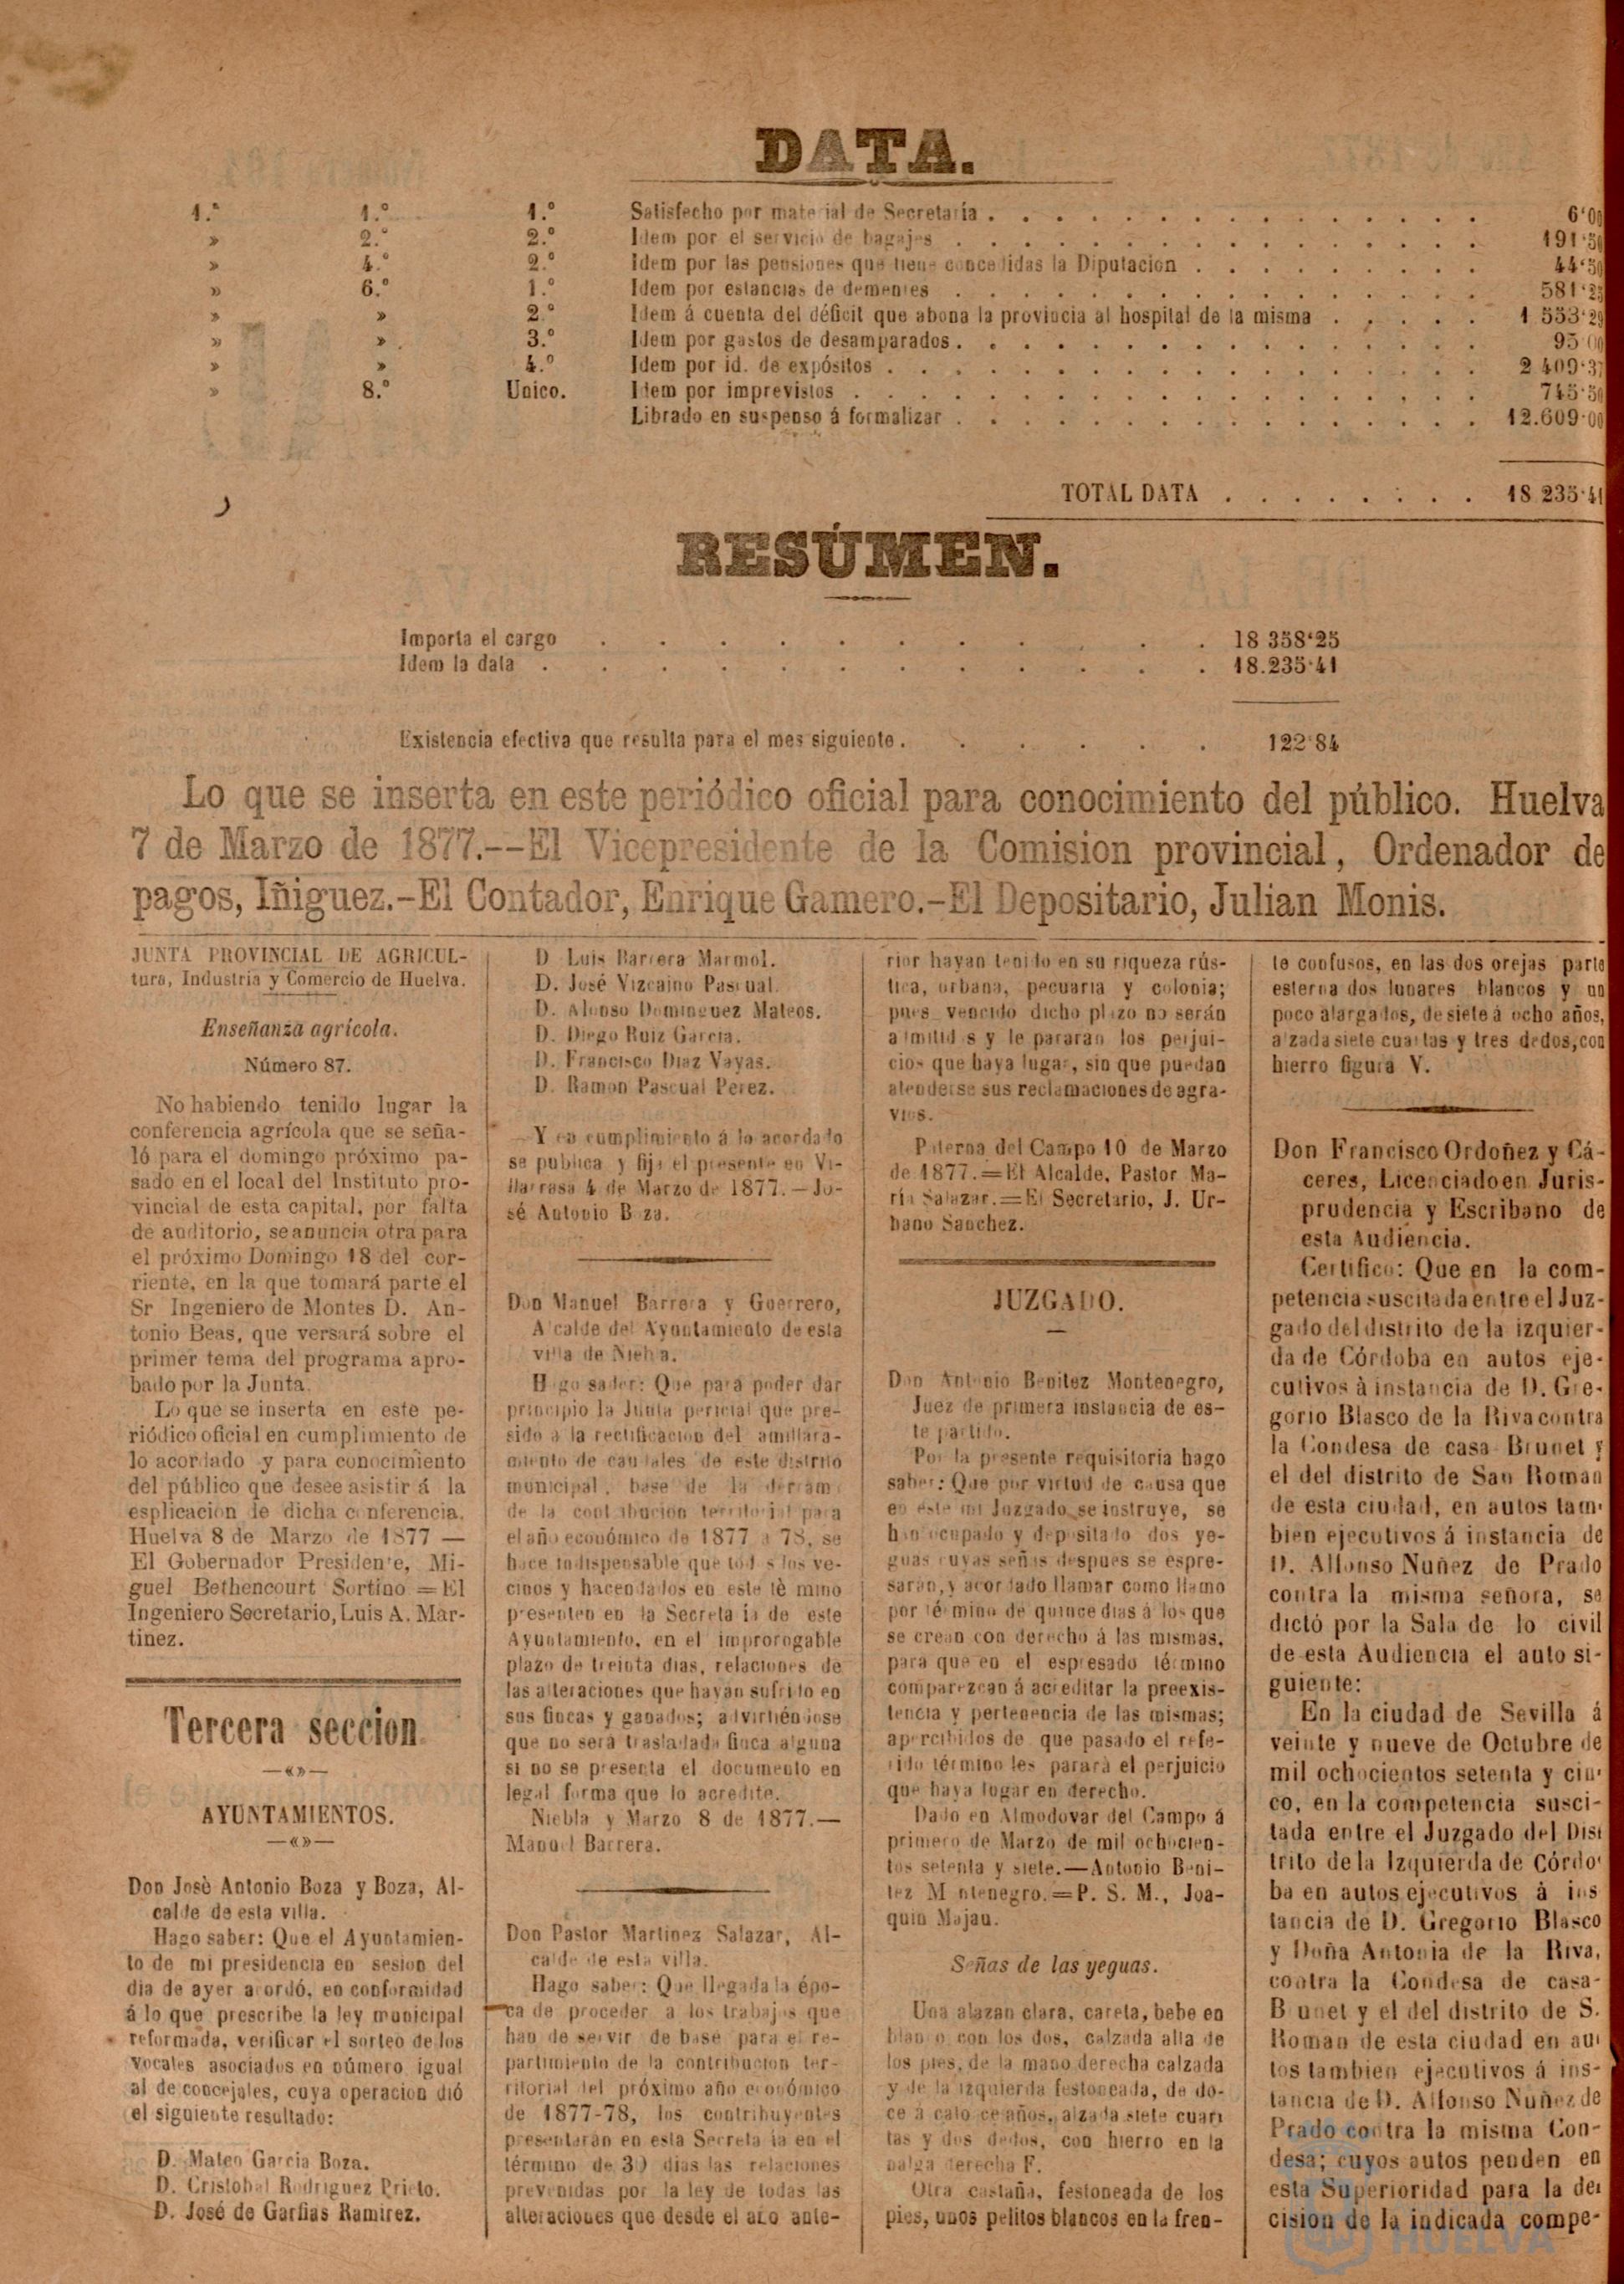 DATA.
1.ª 1.º 1.º Satisfecho por material de Secretaría . . . . . . . . . . . . . . . 6‘00
» 2.º 2.º Idem por el servicio de bagajes . . . . . . . . . . . . . . . 191‘50
» 4.º 2.º Idem por las pensiones que tiene concedidas la Diputacion . . . . . . . . . 44‘50
» 6.º 1.º Idem por estancias de dementes . . . . . . . . . . . . . . . 581‘25
» » 2.º Idem á cuenta del déficit que abona la provincia al hospital de la misma . . . . . 1 553‘29
» » 3.º Idem por gastos de desamparados . . . . . . . . . . . . . . . 95 00
» » 4.º Idem por id. de expósitos . . . . . . . . . . . . . . . 2 409‘37
» 8.º Unico. Idem por imprevistos . . . . . . . . . . . . . . . 745‘50
Librado en suspenso á formalizar . . . . . . . . . . . . . . . 12.609‘00
TOTAL DATA . . . . . . . . 18 235‘41
RESÚMEN.
Importa el cargo . . . . . . . . . . . 18 358‘25
Idem la data . . . . . . . . . . . . 18.235‘41
Existencia efectiva que resulta para el mes siguiente . . . . . . 122‘84
Lo que se inserta en este periódico oficial para conocimiento del público. Huelva
7 de Marzo de 1877.--El Vicepresidente de la Comision provincial, Ordenador de
pagos, Iñiguez.-El Contador, Enrique Gamero.-El Depositario, Julian Monis.
JUNTA PROVINCIAL DE AGRICUL-
tura, Industria y Comercio de Huelva.
Enseñanza agrícola.
Número 87.
No habiendo tenido lugar la
conferencia agrícola que se seña-
ló para el domingo próximo pa-
sado en el local del Instituto pro-
vincial de esta capital, por falta
de auditorio, se anuncia otra para
el próximo Domingo 18 del cor-
riente, en la que tomará parte el
Sr Ingeniero de Montes D. An-
tonio Beas, que versará sobre el
primer tema del programa apro-
bado por la Junta.
Lo que se inserta en este pe-
riódico oficial en cumplimiento de
lo acordado y para conocimiento
del público que desee asistir á la
esplicacion de dicha conferencia.
Huelva 8 de Marzo de 1877 —
El Gobernador Presidente, Mi-
guel Bethencourt Sortino =El
Ingeniero Secretario, Luis A. Mar-
tinez.
Tercera seccion.
—«»—
AYUNTAMIENTOS.
—«»—
Don Josè Antonio Boza y Boza, Al-
calde de esta villa.
Hago saber: Que el Ayuntamien-
to de mi presidencia en sesion del
dia de ayer acordó, en conformidad
á lo que prescribe la ley municipal
reformada, verificar el sorteo de los
vocales asociados en número igual
al de concejales, cuya operacion dió
el siguiente resultado:
D. Mateo Garcia Boza.
D. Cristobal Rodriguez Prieto.
D. José de Garfias Ramirez.
D Luis Barrera Marmol.
D. José Vizcaino Pascual.
D. Alonso Dominguez Mateos.
D. Diego Ruiz Garcia.
D. Francisco Diaz Vayas.
D. Ramon Pascual Perez.
Y en cumplimiento á lo acordado
se publica y fija el presente en Vi-
llarrasa 4 de Marzo de 1877.—Jo-
sé Antonio Boza.
Don Manuel Barrera y Guerrero,
Alcalde del Ayuntamiento de esta
villa de Niebla.
Hago sader: Que para poder dar
principio la Junta pericial que pre-
sido á la rectificacion del amillara-
miento de caudales de este distrito
municipal, base de la derrama
de la contribucion territorial para
el año económico de 1877 á 78, se
hace indispensable que todos los ve-
cinos y hacendados en este término
presenten en la Secretaría de este
Ayuntamiento, en el improrogable
plazo de treinta dias, relaciones de
las alteraciones que hayan sufrido en
sus fincas y ganados; advirtiéndose
que no será trasladada finca alguna
si no se presenta el documento en
legal forma que lo acredite.
Niebla y Marzo 8 de 1877.—
Manuel Barrera.
Don Pastor Martinez Salazar, Al-
calde de esta villa.
Hago saber: Que llegada la épo-
ca de proceder a los trabajos que
han de servir de base para el re-
partimiento de la contribucion ter-
ritorial del próximo año económico
de 1877-78, los contribuyentes
presentarán en esta Secretaía en el
término de 30 dias las relaciones
prevenidas por la ley de todas las
alteraciones que desde el año ante-
rior hayan tenido en su riqueza rús-
tica, urbana, pecuaria y colonia;
pues vencido dicho plazo no serán
admitidas y le pararan los perjui-
cios que haya lugar, sin que puedan
atenderse sus reclamaciones de agra-
vios.
Paterna del Campo 10 de Marzo
de 1877.=El Alcalde, Pastor Ma-
ría Salazar.=El Secretario, J. Ur-
bano Sanchez.
JUZGADO.
—
Don Antonio Benitez Montenegro,
Juez de primera instancia de es-
te partido.
Por la presente requisitoria hago
saber: Que por virtud de causa que
en este mi Juzgado se instruye, se
han ocupado y depositado dos ye-
guas cuyas señas despues se espre-
saran, y acordado llamar como llamo
por término de quince dias á los que
se crean con derecho á las mismas,
para que en el espresado término
comparezcan á acreditar la preexis-
tencia y pertenencia de las mismas;
apercibidos de que pasado el refe-
rido término les parará el perjuicio
que haya lugar en derecho.
Dado en Almodovar del Campo á
primero de Marzo de mil ochocien-
tos setenta y siete.—Antonio Beni-
tez Montenegro.=P. S. M., Joa-
quin Majau.
Señas de las yeguas.
Una alazan clara, careta, bebe en
blanco con los dos, calzada alla de
los pies, de la mano derecha calzada
y de la izquierda festoneada, de do-
ce á catorce años, alzada siete cuar-
tas y dos dedos, con hierro en la
nalga derecha F.
Otra castaña, festoneada de los
pies, unos pelitos blancos en la fren-
te confusos, en las dos orejas parte
esterna dos lunares blancos y un
poco alargados, de siete á ocho años,
alzada siete cuartas y tres dedos, con
hierro figura V.
Don Francisco Ordoñez y Cá-
ceres, Licenciado en Juris-
prudencia y Escribano de
esta Audiencia.
Certifico: Que en la com-
petencia suscitada entre el Juz-
gado del distrito de la izquier-
da de Córdoba en autos eje-
cutivos à instancia de D. Gre-
gorio Blasco de la Riva contra
la Condesa de casa Brunet y
el del distrito de San Roman
de esta ciudad, en autos tam-
bien ejecutivos á instancia de
D. Alfonso Nuñez de Prado
contra la misma señora, se
dictó por la Sala de lo civil
de esta Audiencia el auto si-
guiente:
En la ciudad de Sevilla á
veinte y nueve de Octubre de
mil ochocientos setenta y cin-
co, en la competencia susci-
tada entre el Juzgado del Dis-
trito de la Izquierda de Córdo-
ba en autos ejecutivos à ins
tancia de D. Gregorio Blasco
y Doña Antonia de la Riva,
contra la Condesa de casa-
Brunet y el del distrito de S.
Roman de esta ciudad en au-
tos tambien ejecutivos á ins-
tancia de D. Alfonso Nuñez de
Prado contra la misma Con-
desa; cuyos autos penden en
esta Superioridad para la de-
cision de la indicada compe-
HUELVA